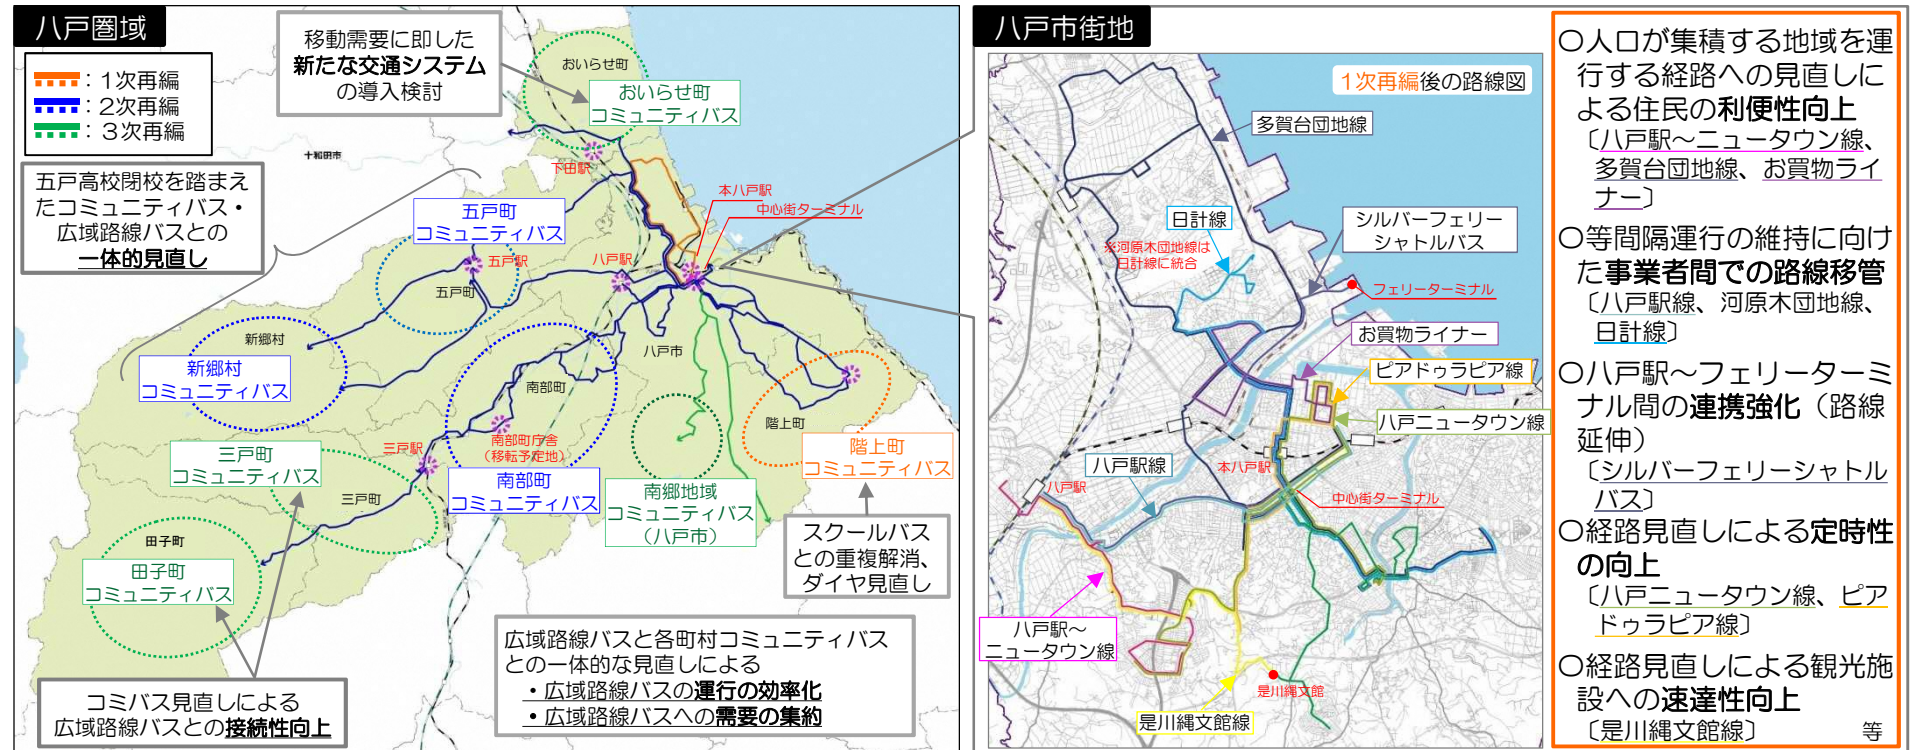 八戸圏域
：１次再編
：２次再編
：３次再編
移動需要に即した
新たな交通システム
の導入検討
おいらせ町
おいらせ町
コミュニティバス
十和田市
下田駅
五戸高校閉校を踏まえ
たコミュニティバス・
広域路線バスとの
一体的見直し
五戸町
コミュニティバス
本八戸駅
中心街ターミナル
五戸駅
八戸駅
五戸町
新郷村
新郷村
コミュニティバス
八戸市
南部町
階上町
階上町
コミュニティバス
三戸駅
南部町庁舎
（移転予定地）
三戸町
コミュニティバス
南部町
コミュニティバス
南郷地域
コミュニティバス
（八戸市）
三戸町
田子町
田子町
コミュニティバス
スクールバス
との重複解消、
ダイヤ見直し
広域路線バスと各町村コミュニティバス
との一体的な見直しによる
・広域路線バスの運行の効率化
・広域路線バスへの需要の集約
コミバス見直しによる
広域路線バスとの接続性向上
八戸市街地
１次再編後の路線図
多賀台団地線
日計線
※河原木団地線は
日計線に統合
シルバーフェリー
シャトルバス
フェリーターミナル
お買物ライナー
ピアドゥラピア線
八戸ニュータウン線
八戸駅線
本八戸駅
八戸駅
中心街ターミナル
八戸駅～
ニュータウン線
是川縄文館
是川縄文館線
〇人口が集積する地域を運
行する経路への見直しに
よる住民の利便性向上
〔八戸駅～ニュータウン線、
多賀台団地線、お買物ライ
ナー〕
〇等間隔運行の維持に向け
た事業者間での路線移管
〔八戸駅線、河原木団地線、
日計線〕
〇八戸駅～フェリーターミ
ナル間の連携強化（路線
延伸）
〔シルバーフェリーシャトル
バス〕
〇経路見直しによる定時性
の向上
〔八戸ニュータウン線、ピア
ドゥラピア線〕
〇経路見直しによる観光施
設への速達性向上
〔是川縄文館線〕　　等